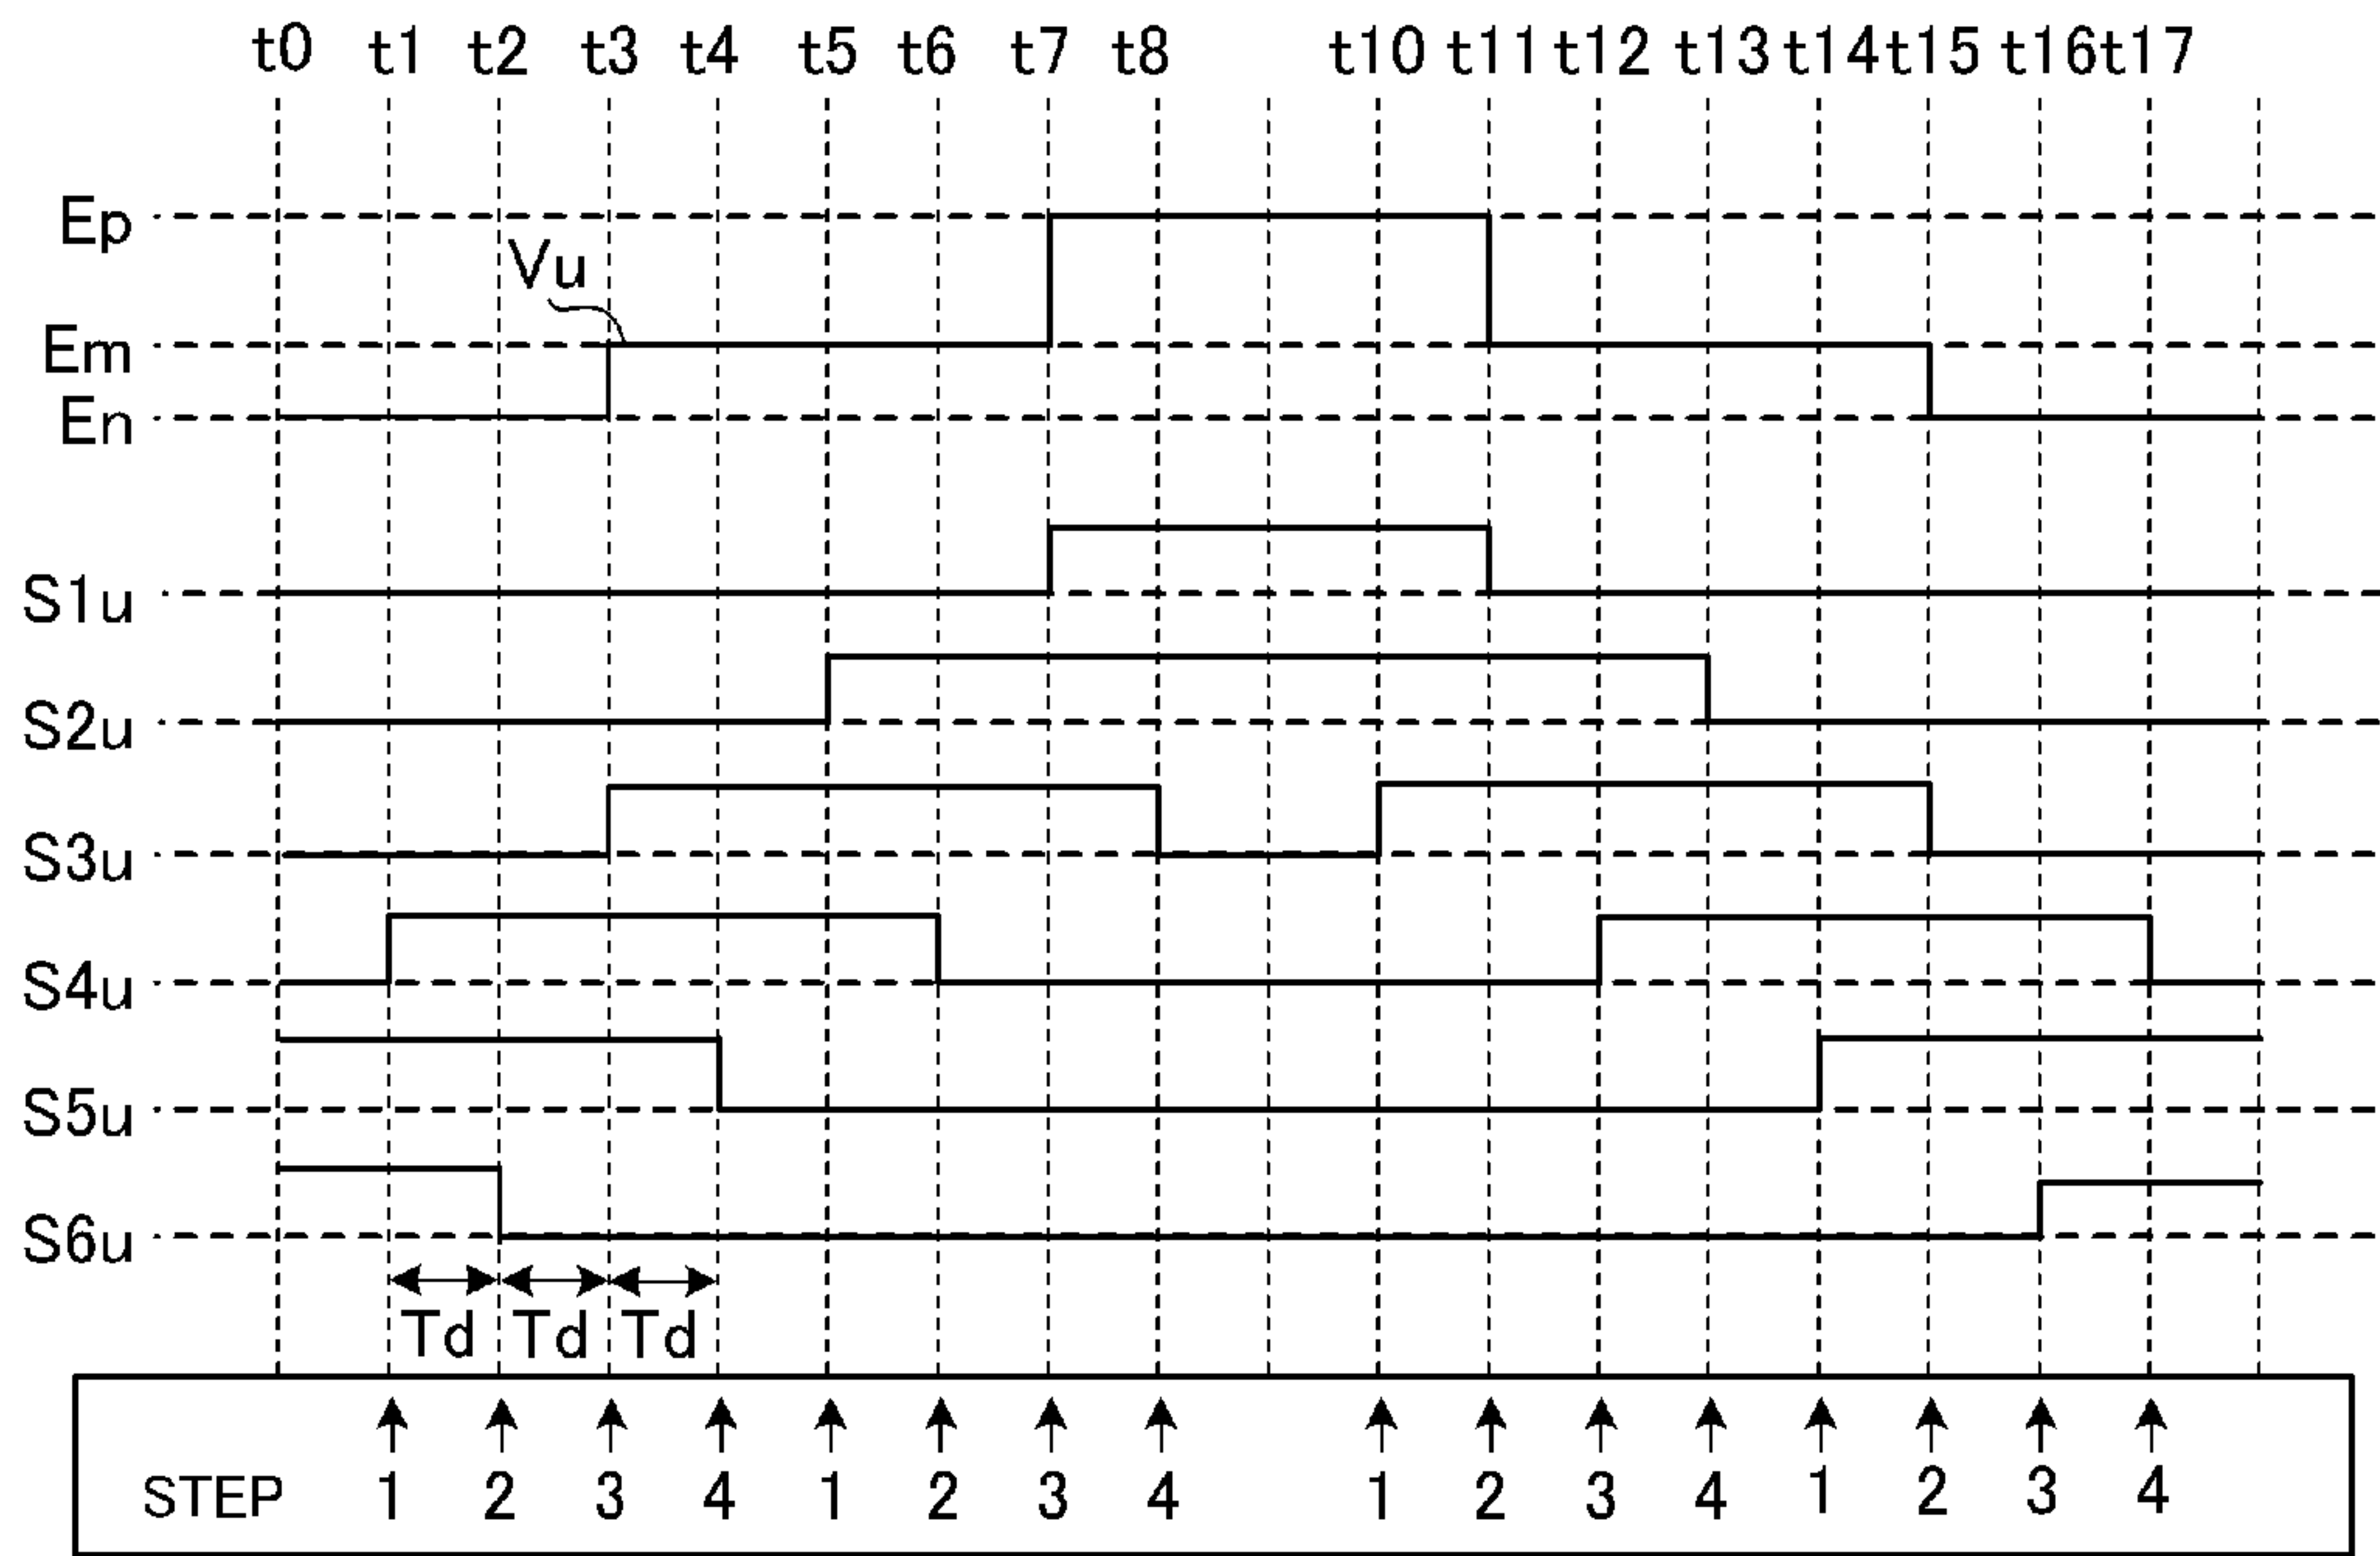 t0 t1 t2 t3 t4 t5 t6 t7 t8 t10 t11 t12 t13 t14 t15 t16 t17
Ep
Vu
Em
En
S1u
S2u
S3u
S4u
S5u
S6u
Td Td Td
STEP 1 2 3 4 1 2 3 4 1 2 3 4 1 2 3 4